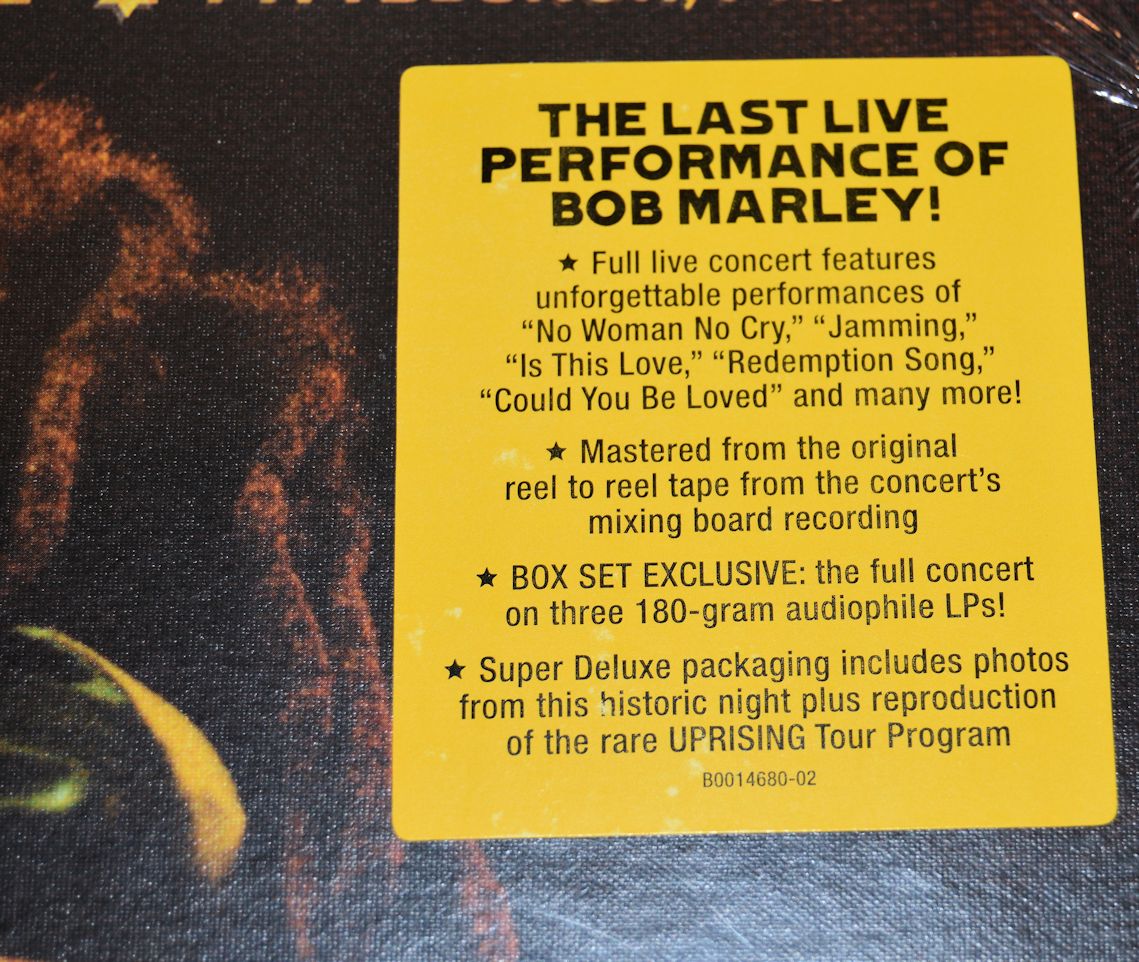 THE LAST LIVE
PERFORMANCE OF
BOB MARLEY!
★ Full live concert features
unforgettable performances of
“No Woman No Cry,” “Jamming,”
“Is This Love,” “Redemption Song,”
“Could You Be Loved” and many more!
★ Mastered from the original
reel to reel tape from the concert’s
mixing board recording
★ BOX SET EXCLUSIVE: the full concert
on three 180-gram audiophile LPs!
★ Super Deluxe packaging includes photos
from this historic night plus reproduction
of the rare UPRISING Tour Program
B0014680-02